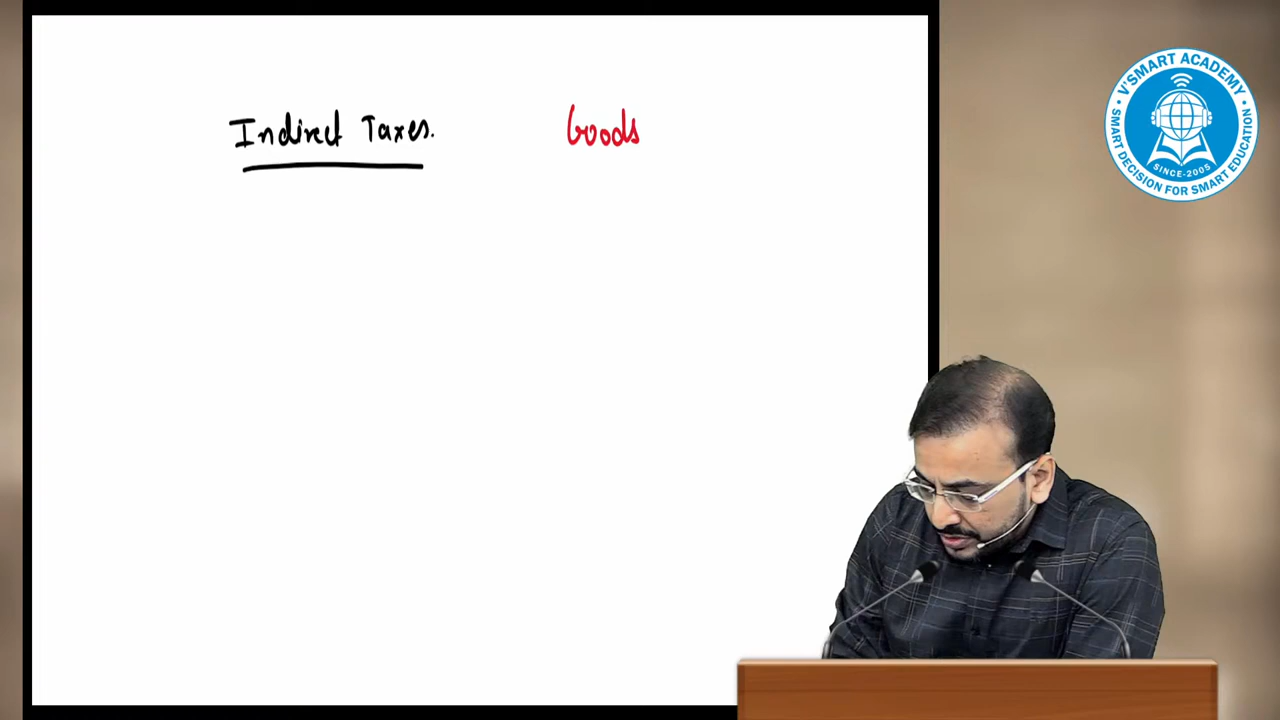 Indirect Taxes. Goods
V'SMART ACADEMY
SINCE-2005
• SMART DECISION FOR SMART EDUCATION •